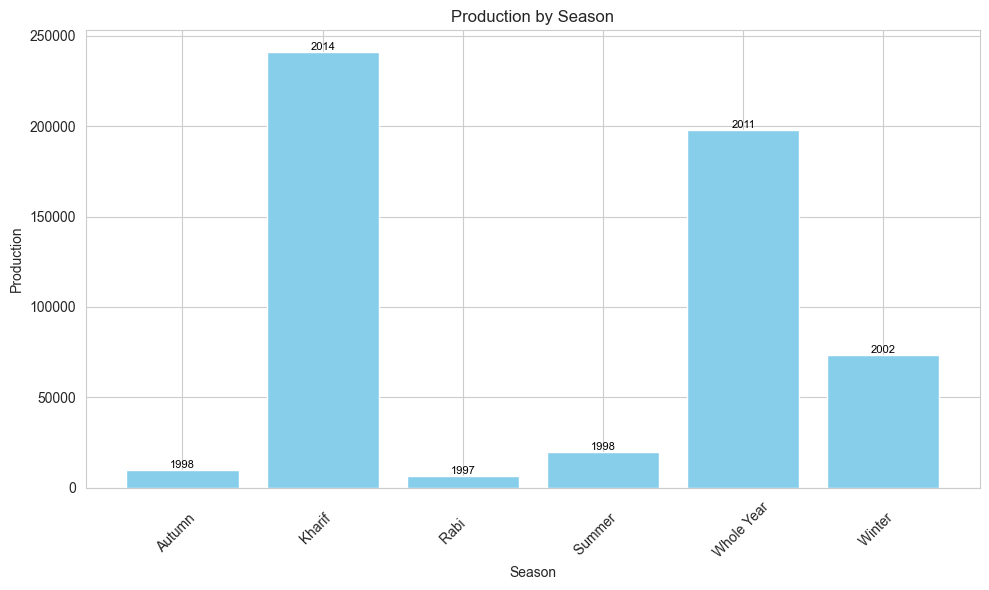 Production by Season
Production
250000
200000
150000
100000
50000
0
1998
2014
1997
1998
2011
2002
Autumn
Kharif
Rabi
Summer
Whole Year
Winter
Season